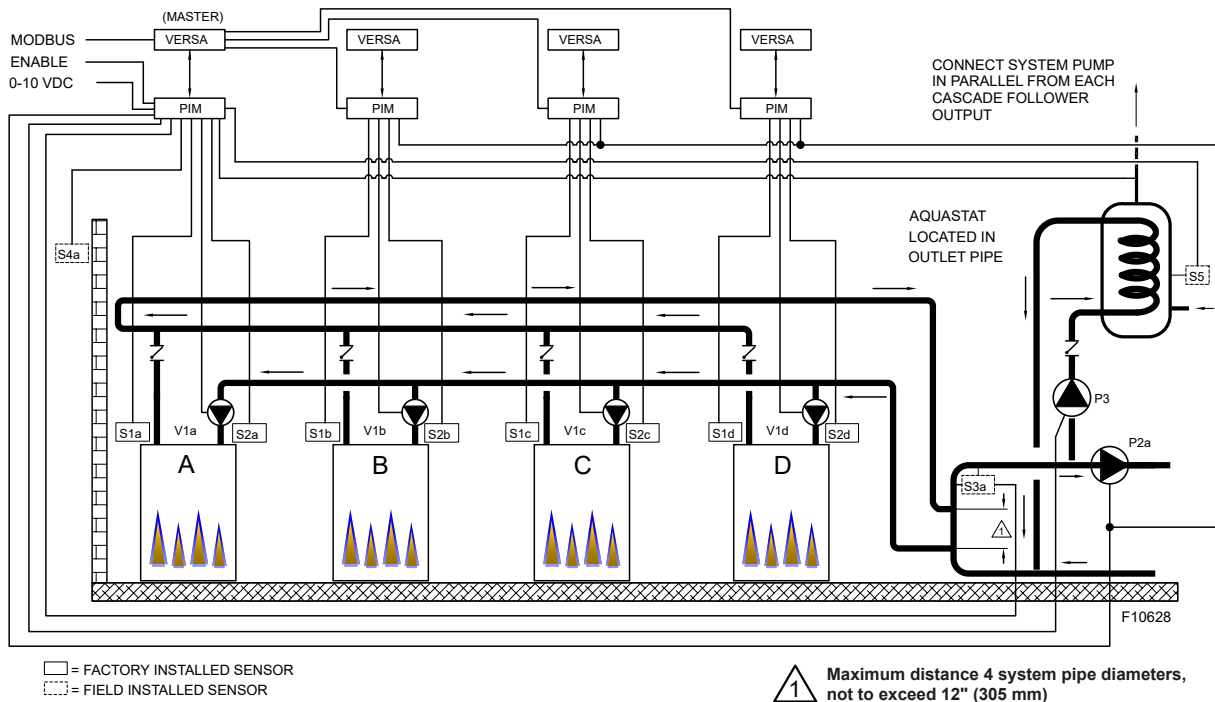 (MASTER)
MODBUS
ENABLE
0-10 VDC
VERSA
VERSA
VERSA
VERSA
PIM
PIM
PIM
PIM
CONNECT SYSTEM PUMP
IN PARALLEL FROM EACH
CASCADE FOLLOWER
OUTPUT
AQUASTAT
LOCATED IN
OUTLET PIPE
S4a
S5
P3
P2a
S3a
1
S1a
V1a
S2a
S1b
V1b
S2b
S1c
V1c
S2c
S1d
V1d
S2d
A
B
C
D
F10628
= FACTORY INSTALLED SENSOR
= FIELD INSTALLED SENSOR
1
Maximum distance 4 system pipe diameters,
not to exceed 12" (305 mm)